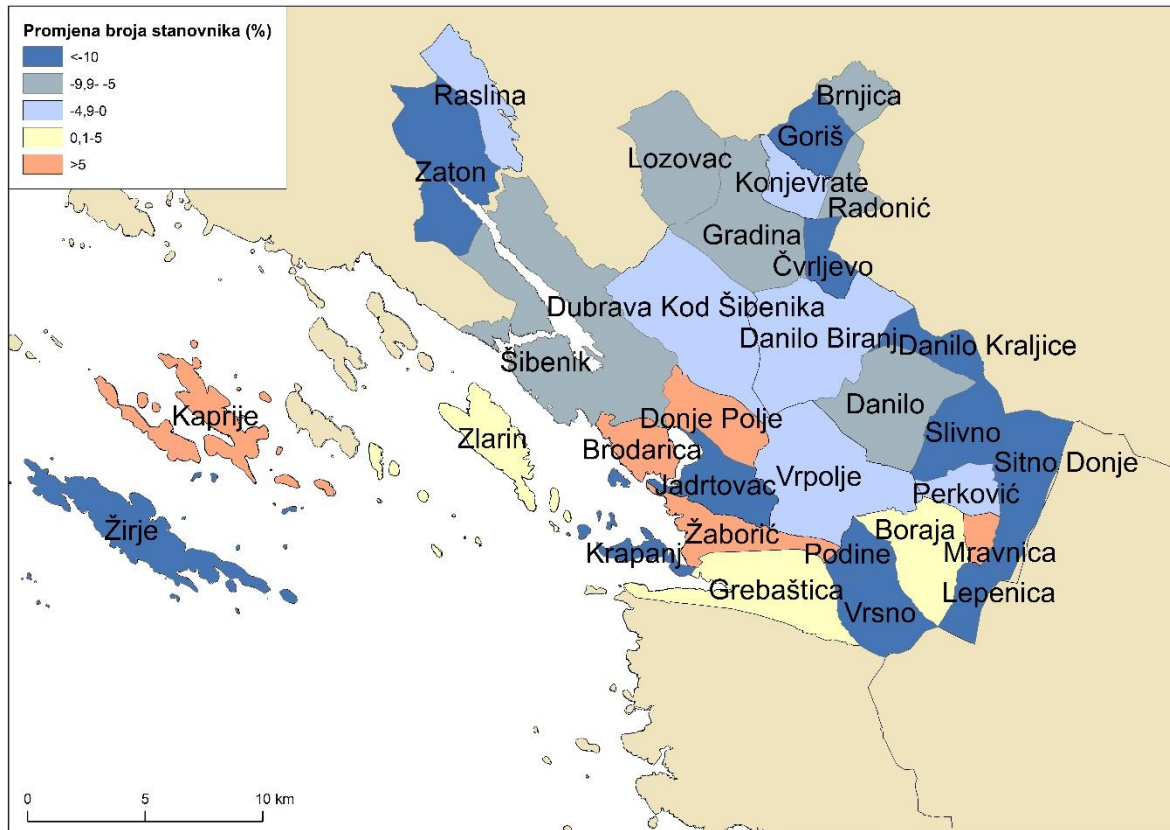 Promjena broja stanovnika (%)
<-10
-9,9- -5
-4,9-0
0,1-5
>5
Raslina
Brnjica
Goriš
Lozovac
Zaton
Konjevrate
Radonić
Gradina
Čvrljevo
Dubrava Kod Šibenika
Danilo Biranj
Danilo Kraljice
Šibenik
Danilo
Kaprije
Donje Polje
Zlarin
Slivno
Brodarica
Sitno Donje
Jadrtovac
Vrpolje
Perković
Žirje
Žaborić
Boraja
Krapanj
Podine
Mravnica
Grebaštica
Lepenica
Vrsno
0 5 10 km